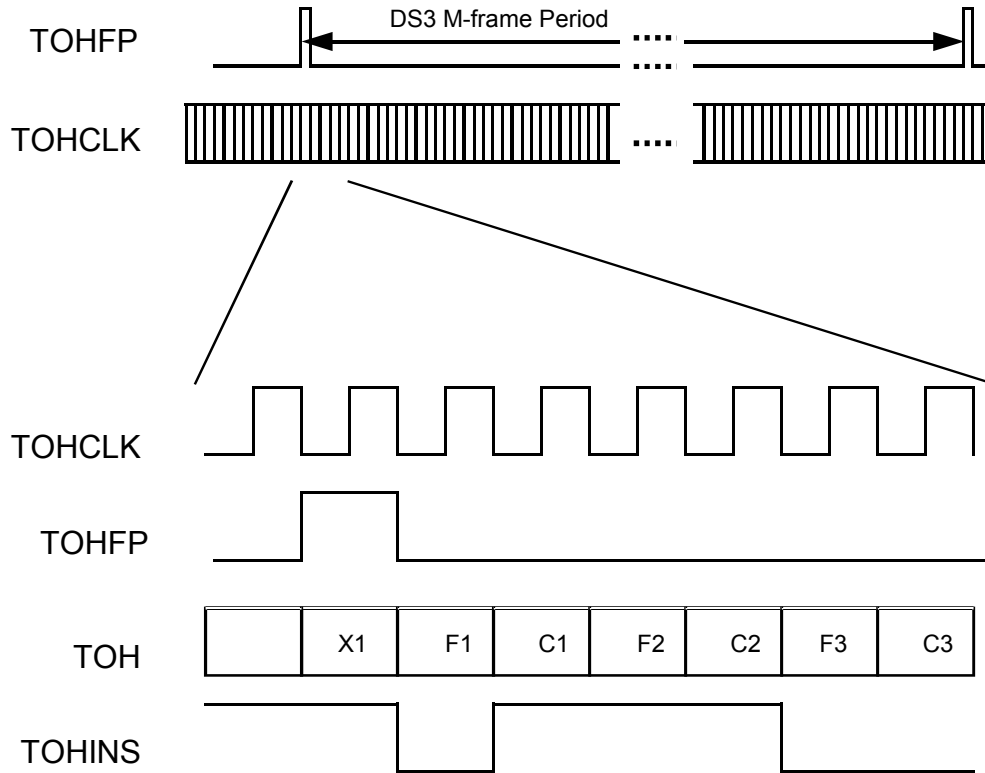 DS3 M-frame Period
TOHFP
TOHCLK
TOHCLK
TOHFP
TOH X1 F1 C1 F2 C2 F3 C3
TOHINS